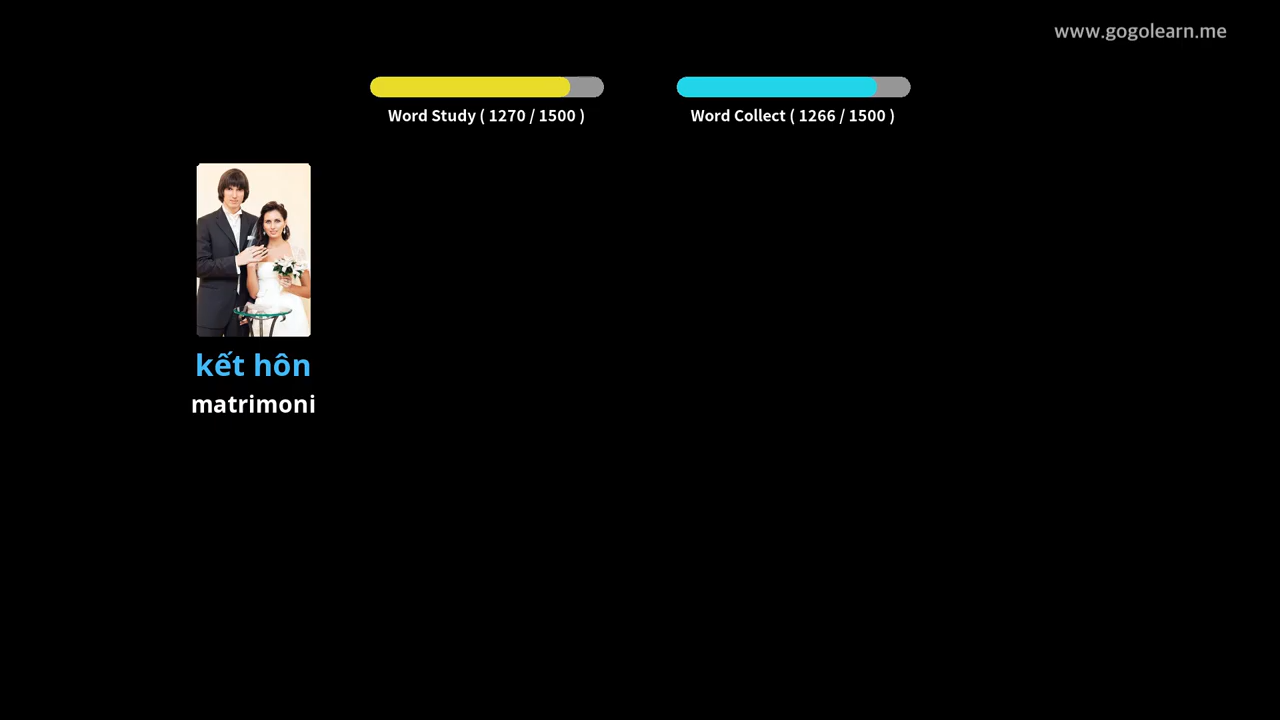 www.gogolearn.me
Word Study ( 1270 / 1500 )
Word Collect ( 1266 / 1500 )
kết hôn
matrimoni